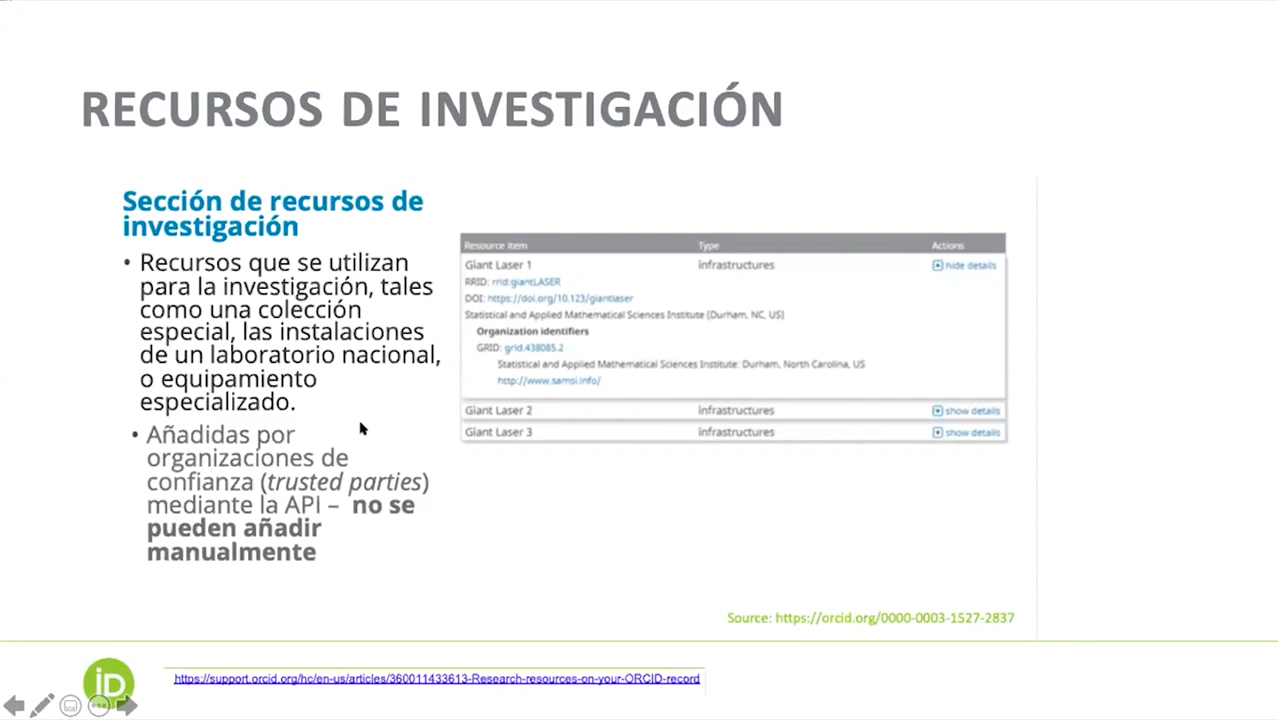 RECURSOS DE INVESTIGACIÓN
Sección de recursos de
investigación
• Recursos que se utilizan
para la investigación, tales
como una colección
especial, las instalaciones
de un laboratorio nacional,
o equipamiento
especializado.
• Añadidas por
organizaciones de
confianza (trusted parties)
mediante la API – no se
pueden añadir
manualmente
Resource item Type Actions
Giant Laser 1 infrastructures hide details
RRID: rrid:giantLASER
DOI: https://doi.org/10.123/giantlaser
Statistical and Applied Mathematical Sciences Institute (Durham, NC, US)
Organization identifiers
GRID: grid.438085.2
Statistical and Applied Mathematical Sciences Institute: Durham, North Carolina, US
http://www.samsi.info/
Giant Laser 2 infrastructures show details
Giant Laser 3 infrastructures show details
Source: https://orcid.org/0000-0003-1527-2837
iD
https://support.orcid.org/hc/en-us/articles/360011433613-Research-resources-on-your-ORCID-record